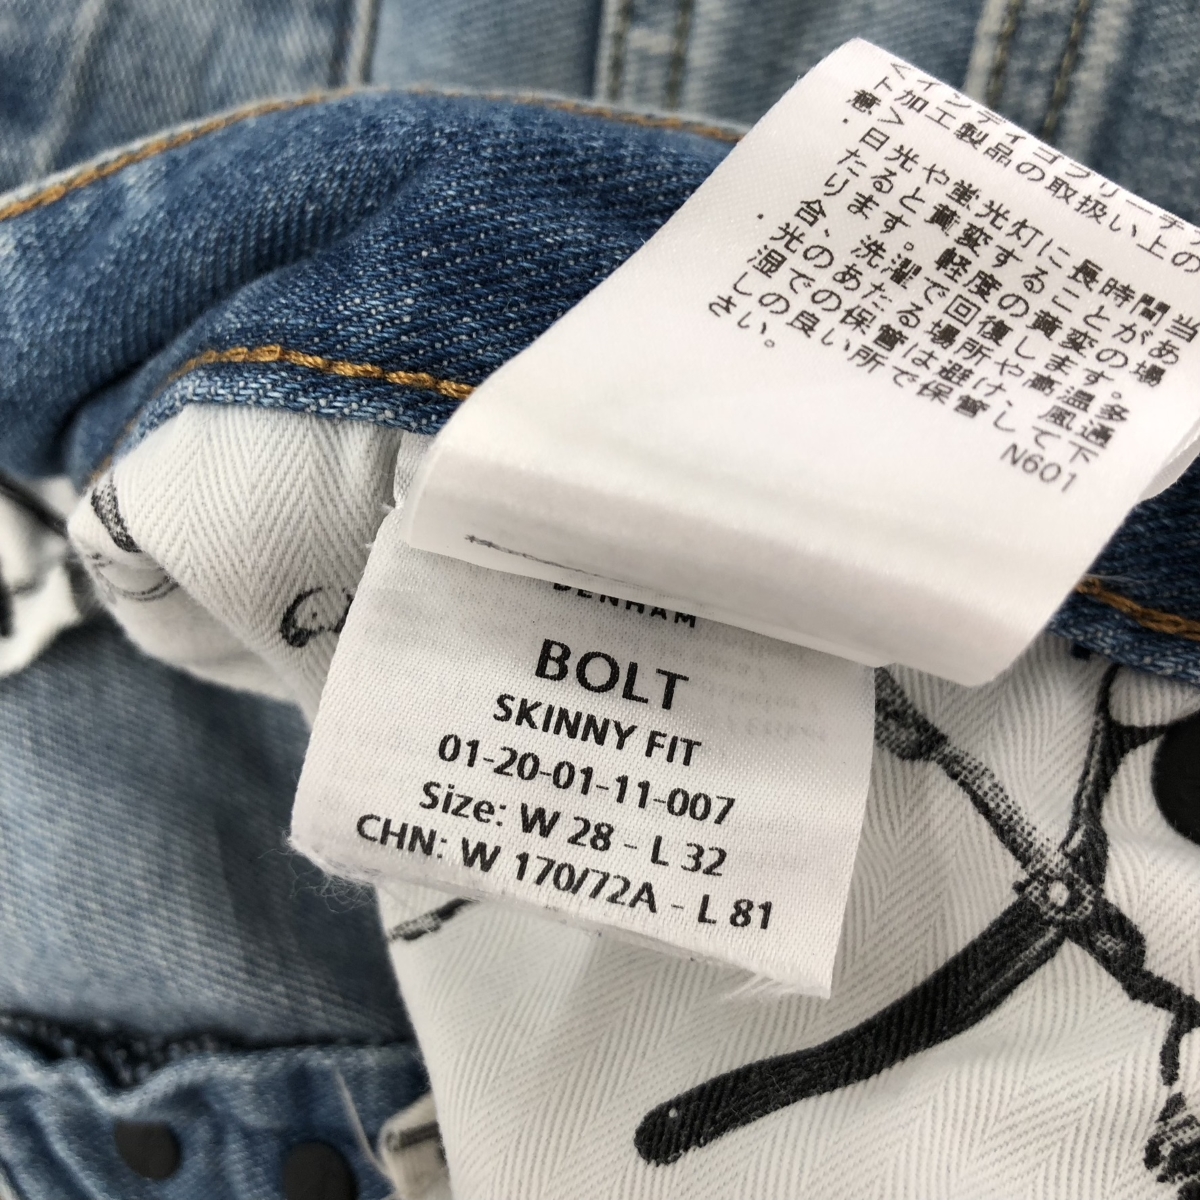 <インディゴブリーチ
ト加工製品の取扱い上の
意>
・日光や蛍光灯に長時間当
たると黄変することがあ
ります。軽度の黄変の場
合、洗濯で回復します。
・光のあたる場所や高温多
湿での保管は避け、風通
しの良い所で保管して下
さい。
N601
DENHAM
BOLT
SKINNY FIT
01-20-01-11-007
Size: W 28 - L 32
CHN: W 170/72A - L 81